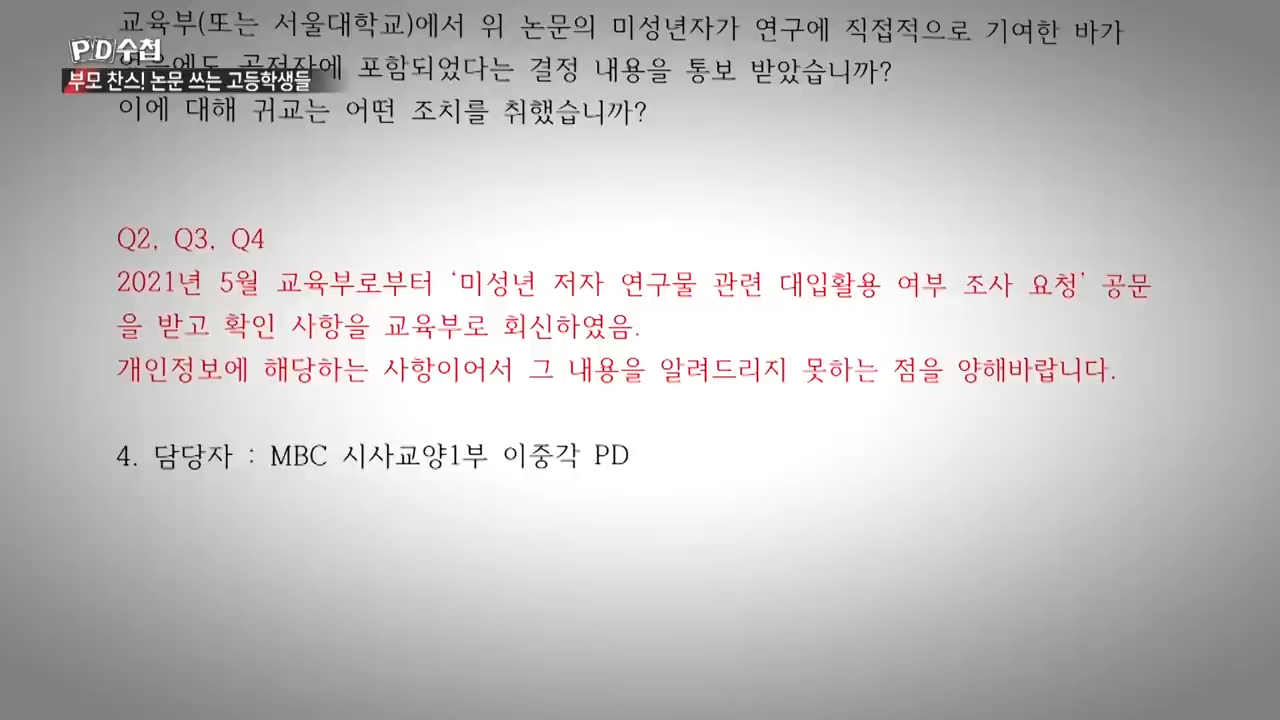 교육부(또는 서울대학교)에서 위 논문의 미성년자가 연구에 직접적으로 기여한 바가
PD수첩
공저자에 포함되었다는 결정 내용을 통보 받았습니까?
부모 찬스! 논문 쓰는 고등학생들
이에 대해 귀교는 어떤 조치를 취했습니까?
Q2, Q3, Q4
2021년 5월 교육부로부터 ‘미성년 저자 연구물 관련 대입활용 여부 조사 요청’ 공문
을 받고 확인 사항을 교육부로 회신하였음.
개인정보에 해당하는 사항이어서 그 내용을 알려드리지 못하는 점을 양해바랍니다.
4. 담당자 : MBC 시사교양1부 이중각 PD